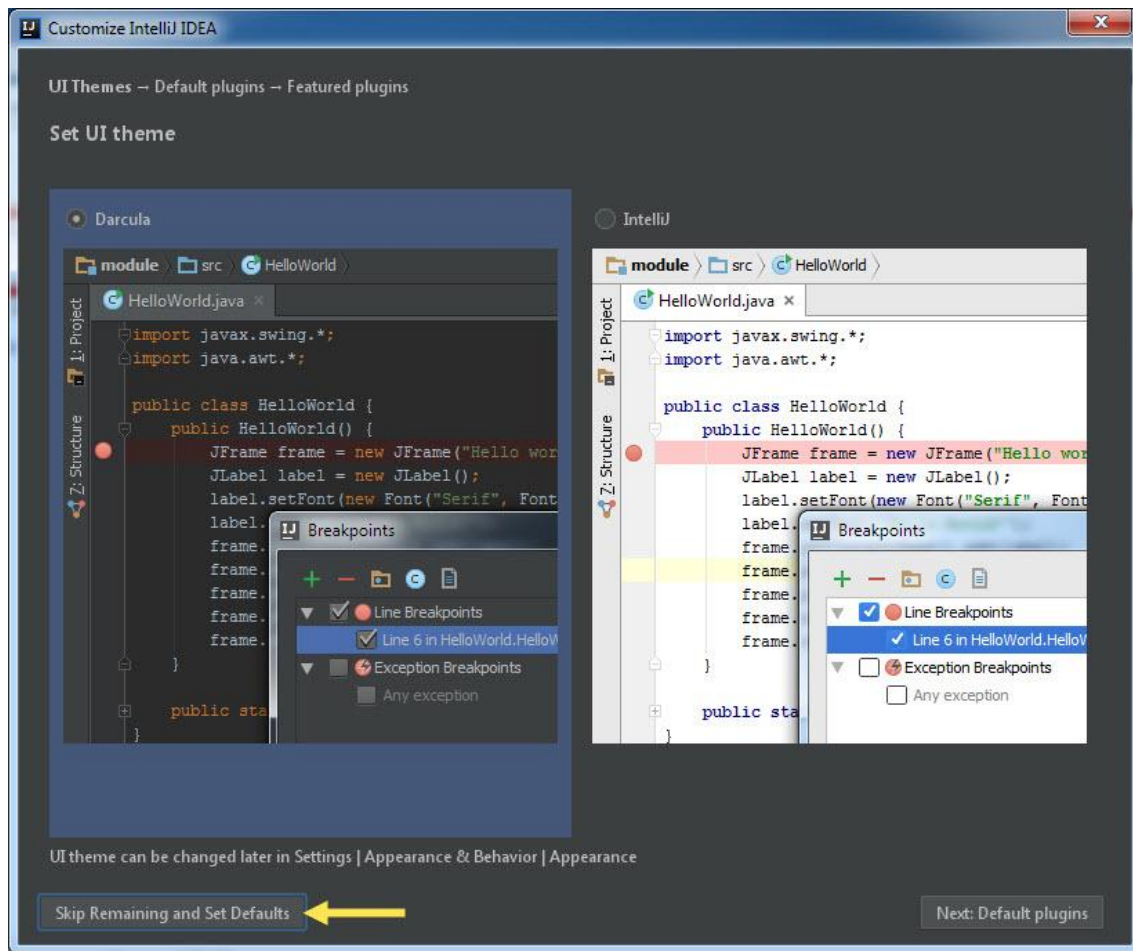 Customize IntelliJ IDEA
UI Themes → Default plugins → Featured plugins
Set UI theme
Darcula
module src HelloWorld
HelloWorld.java ×
1: Project
7: Structure
import javax.swing.*;
import java.awt.*;
public class HelloWorld {
public HelloWorld() {
JFrame frame = new JFrame("Hello wor
JLabel label = new JLabel();
label.setFont(new Font("Serif", Font
label.
frame.
frame.
frame.
frame.
frame.
}
public sta
}
Breakpoints
Line Breakpoints
Line 6 in HelloWorld.HelloW
Exception Breakpoints
Any exception
IntelliJ
module src HelloWorld
HelloWorld.java ×
1: Project
7: Structure
import javax.swing.*;
import java.awt.*;
public class HelloWorld {
public HelloWorld() {
JFrame frame = new JFrame("Hello wor
JLabel label = new JLabel();
label.setFont(new Font("Serif", Font
label.
frame.
frame.
frame.
frame.
frame.
}
public sta
}
Breakpoints
Line Breakpoints
Line 6 in HelloWorld.HelloW
Exception Breakpoints
Any exception
UI theme can be changed later in Settings | Appearance & Behavior | Appearance
Skip Remaining and Set Defaults
Next: Default plugins